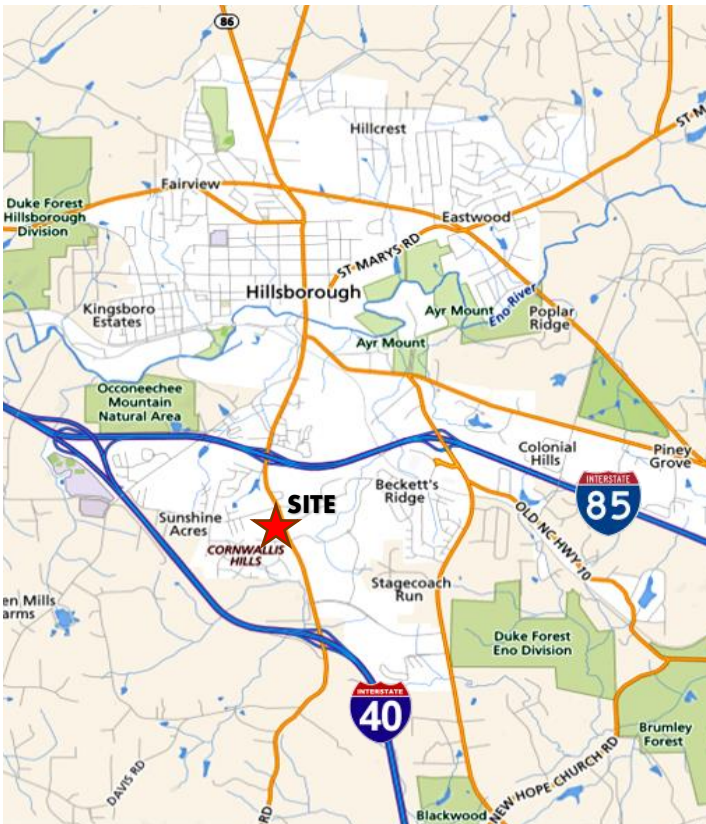 86
Hillcrest
ST-M
Duke Forest
Hillsborough
Division
Fairview
Eastwood
ST MARYS RD
Hillsborough
Kingsboro
Estates
Ayr Mount
Eno River
Poplar
Ridge
Ayr Mount
Occoneechee
Mountain
Natural Area
Colonial
Hills
Piney
Grove
INTERSTATE
85
Beckett's
Ridge
SITE
Sunshine
Acres
CORNWALLIS
HILLS
OLD NC HWY 10
Stagecoach
Run
en Mills
arms
Duke Forest
Eno Division
INTERSTATE
40
Brumley
Forest
DAVIS RD
RD
NEW HOPE CHURCH RD
Blackwood